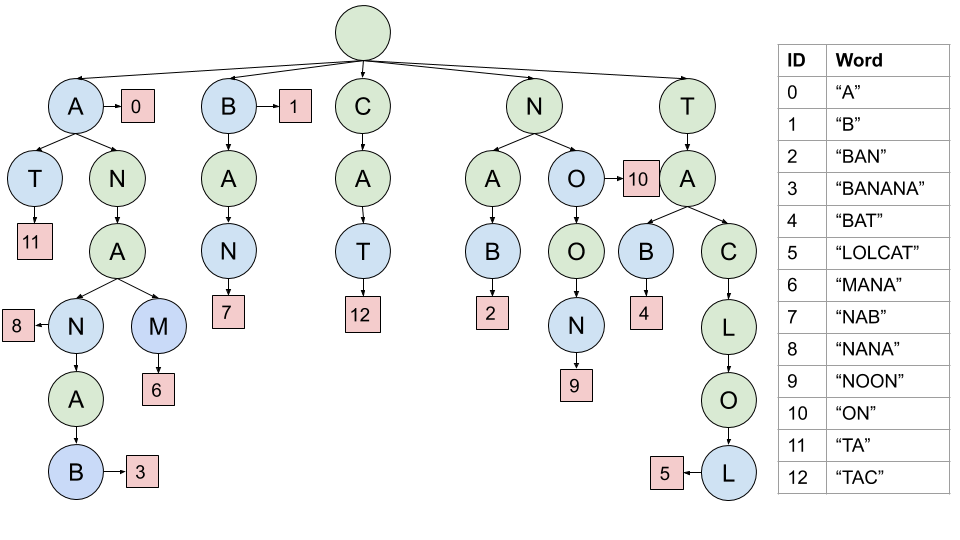 ID Word
A 0 B 1 C N T 0 “A”
1 “B”
T N A A A O 10 A 2 “BAN”
3 “BANANA”
11 A N T B O B C 4 “BAT”
5 “LOLCAT”
6 “MANA”
8 N M 7 12 2 N 4 L 7 “NAB”
8 “NANA”
A 6 9 O 9 “NOON”
10 “ON”
11 “TA”
B 3 5 L 12 “TAC”